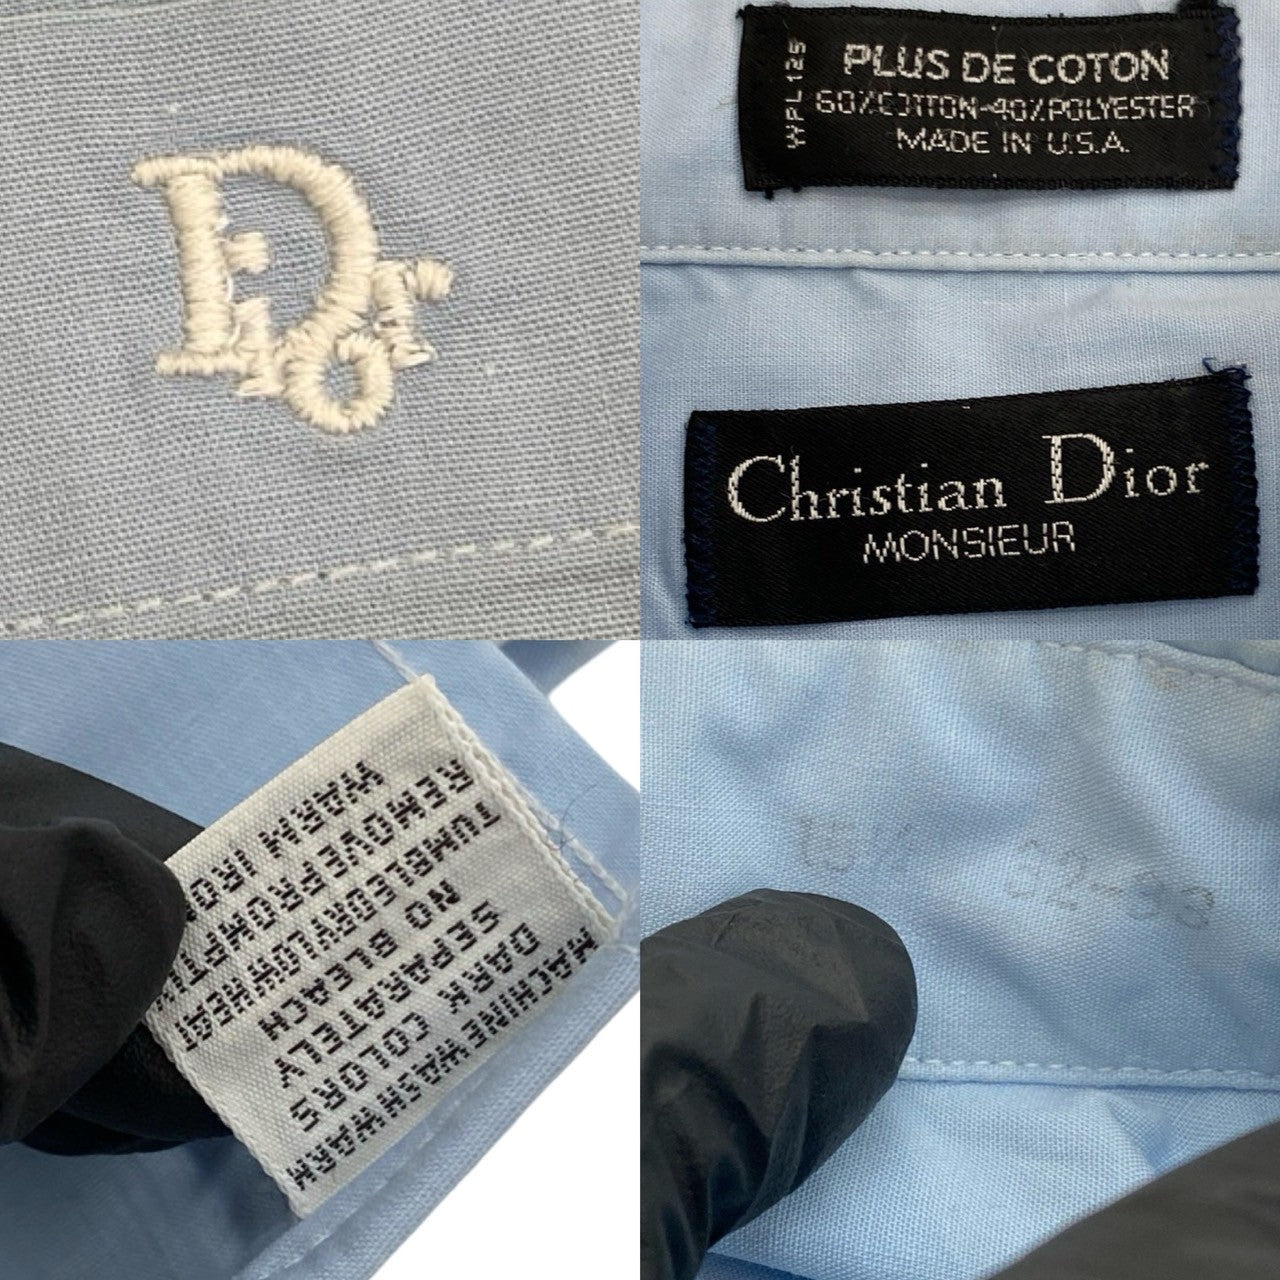 Dior
WPL 125
PLUS DE COTON
60% COTTON-40% POLYESTER
MADE IN U.S.A.
Christian Dior
MONSIEUR
MACHINE WASH WARM
DARK COLORS
SEPARATELY
NO BLEACH
TUMBLE DRY LOW HEAT
REMOVE PROMPTLY
WARM IRON